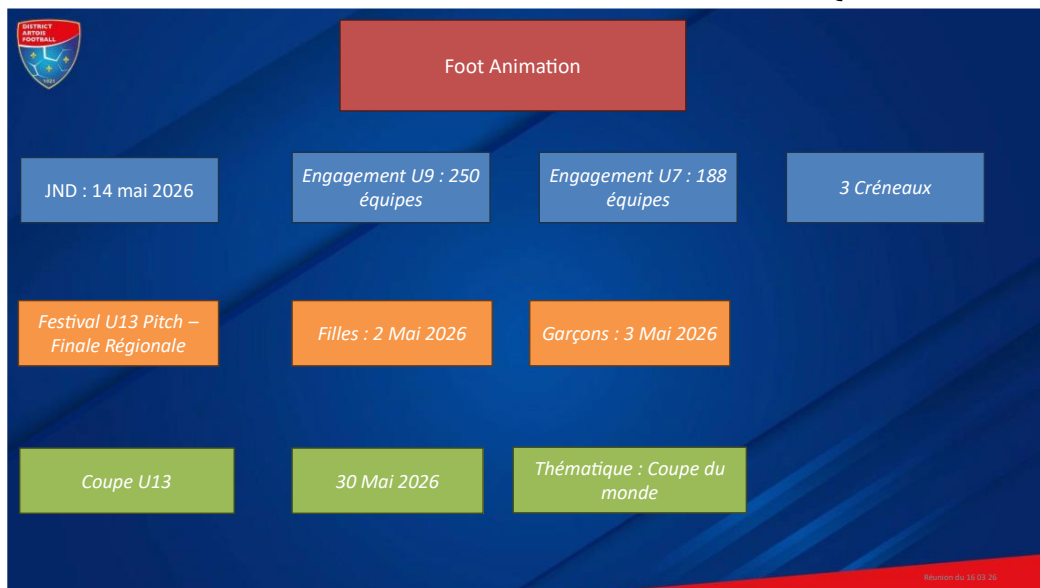 DISTRICT
ARTOIS
FOOTBALL
1921
Foot Animation
JND : 14 mai 2026
Engagement U9 : 250
équipes
Engagement U7 : 188
équipes
3 Créneaux
Festival U13 Pitch –
Finale Régionale
Filles : 2 Mai 2026
Garçons : 3 Mai 2026
Coupe U13
30 Mai 2026
Thématique : Coupe du
monde
Réunion du 16 03 26